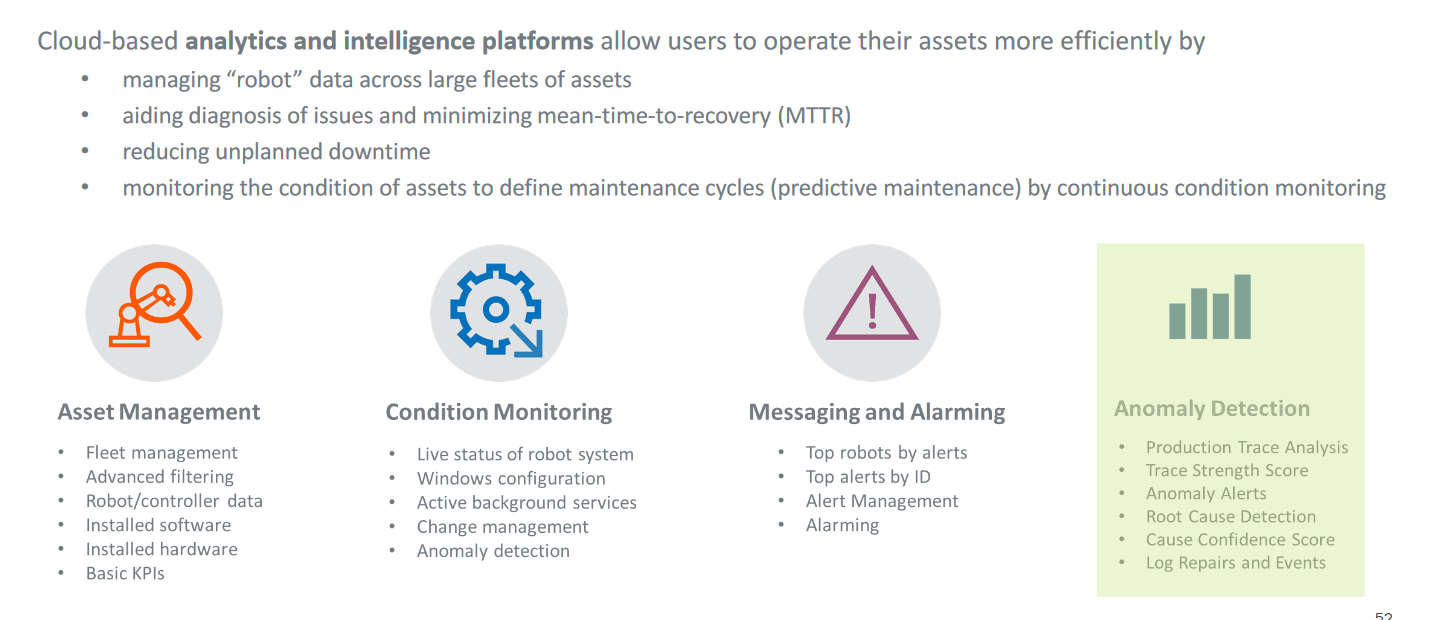 Cloud-based analytics and intelligence platforms allow users to operate their assets more efficiently by
• managing “robot” data across large fleets of assets
• aiding diagnosis of issues and minimizing mean-time-to-recovery (MTTR)
• reducing unplanned downtime
• monitoring the condition of assets to define maintenance cycles (predictive maintenance) by continuous condition monitoring
Asset Management
• Fleet management
• Advanced filtering
• Robot/controller data
• Installed software
• Installed hardware
• Basic KPIs
Condition Monitoring
• Live status of robot system
• Windows configuration
• Active background services
• Change management
• Anomaly detection
Messaging and Alarming
• Top robots by alerts
• Top alerts by ID
• Alert Management
• Alarming
Anomaly Detection
• Production Trace Analysis
• Trace Strength Score
• Anomaly Alerts
• Root Cause Detection
• Cause Confidence Score
• Log Repairs and Events
52